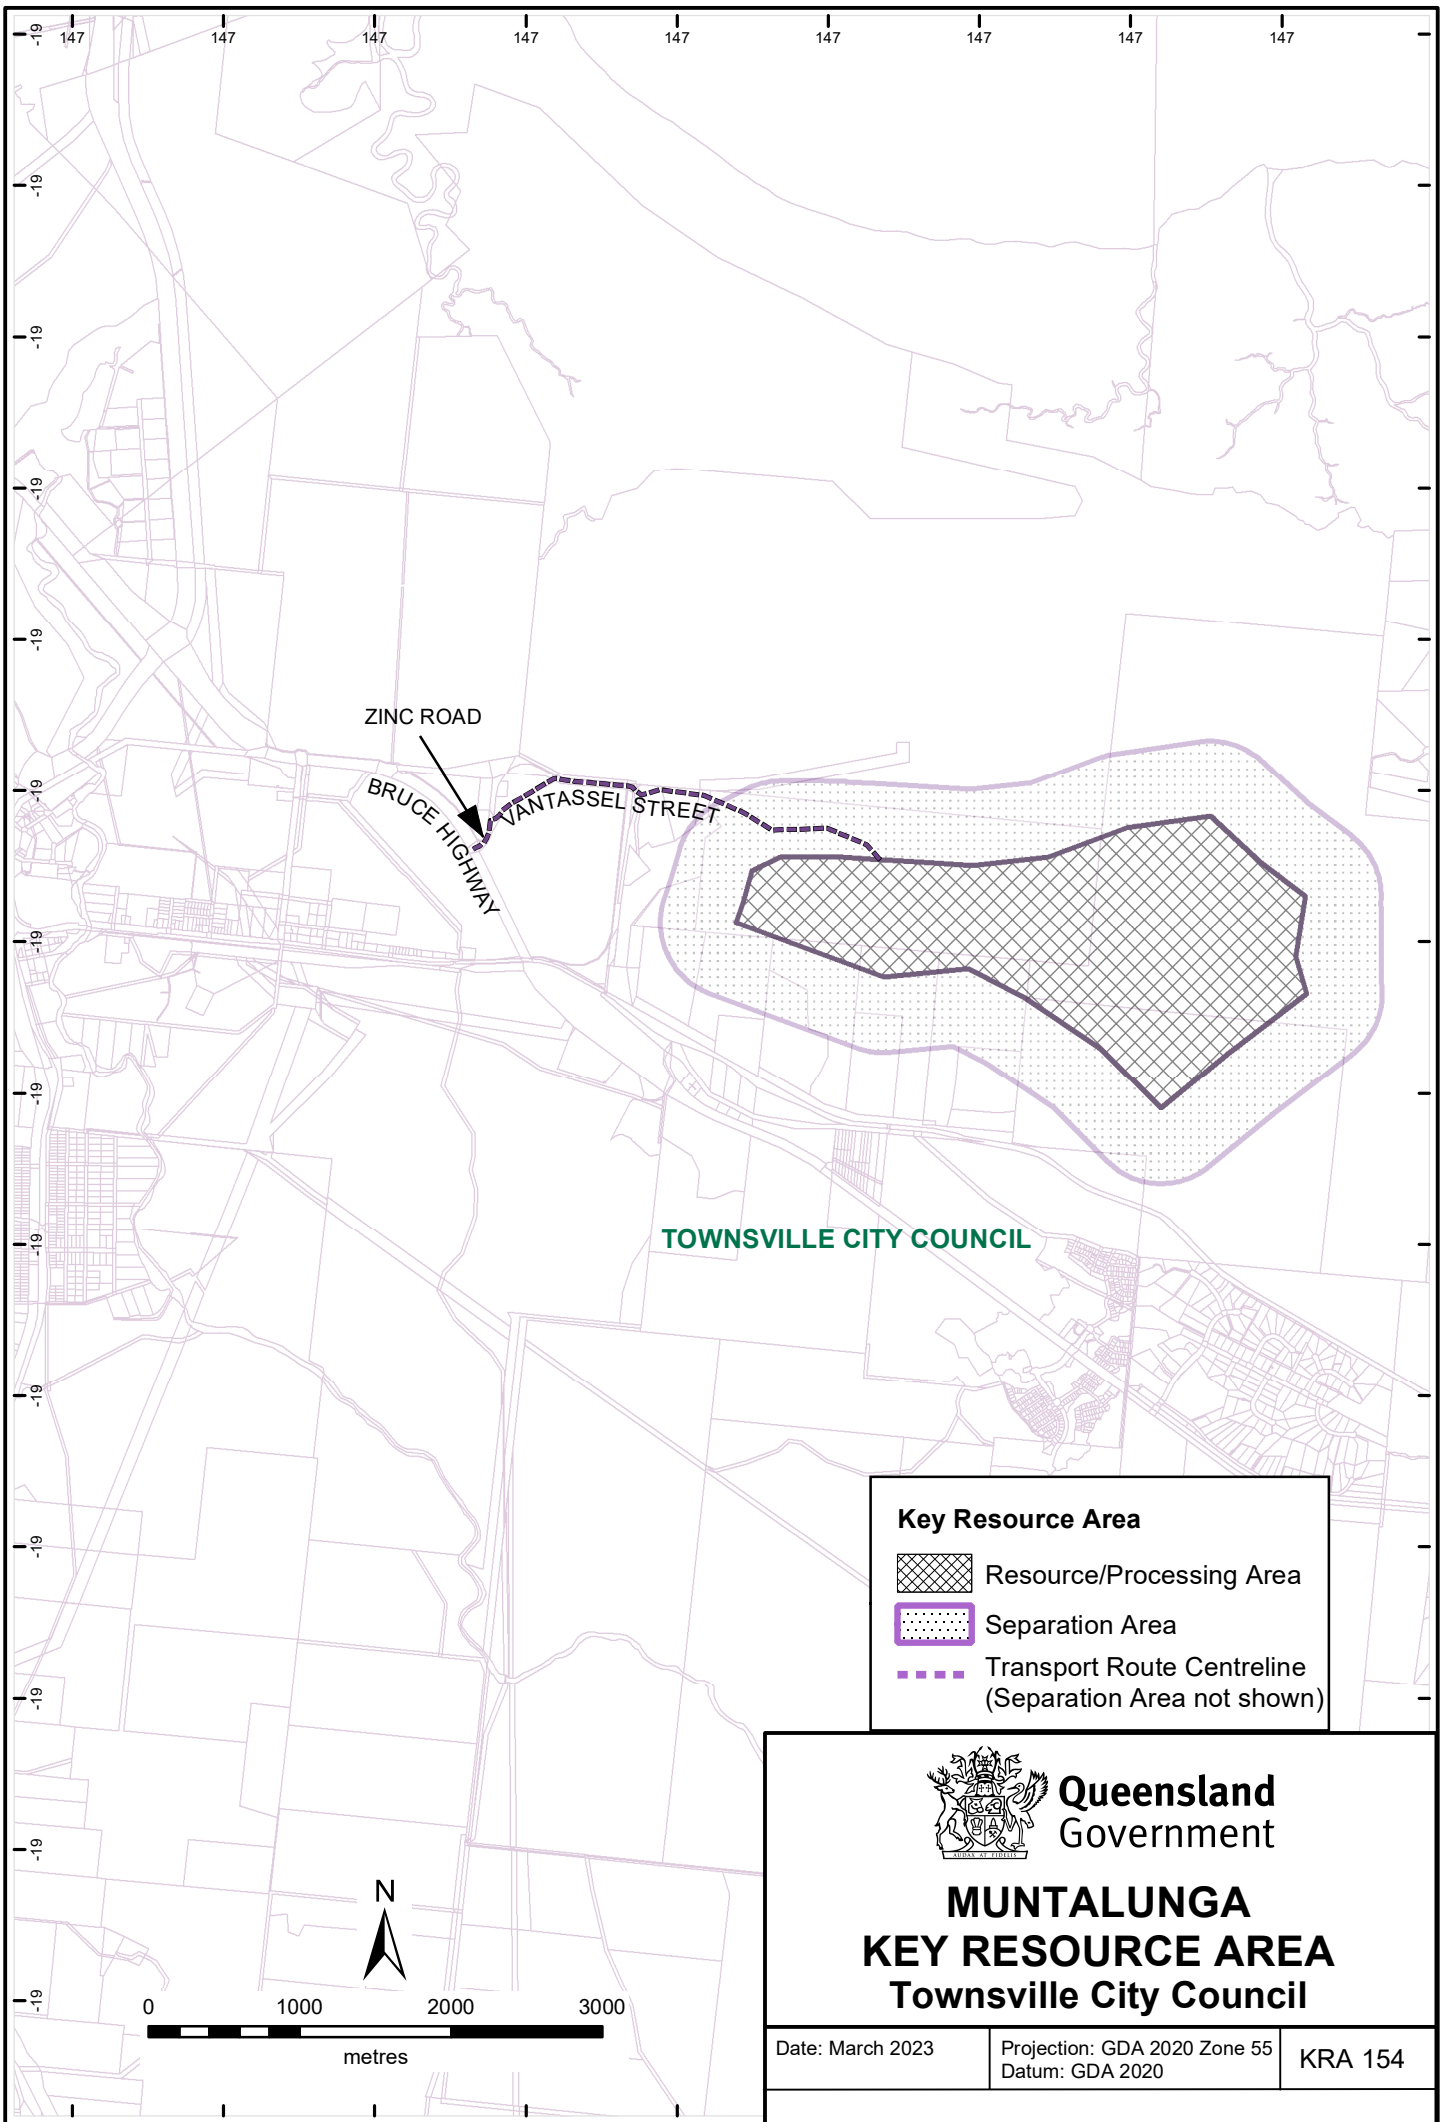 147 147 147 147 147 147 147 147 147
-19
-19
-19
-19
-19
-19
-19
-19
-19
-19
-19
-19
-19
-19
ZINC ROAD
BRUCE HIGHWAY
VANTASSEL STREET
TOWNSVILLE CITY COUNCIL
Key Resource Area
Resource/Processing Area
Separation Area
Transport Route Centreline
(Separation Area not shown)
N
0 1000 2000 3000
metres
AUDAX AT FIDELIS
Queensland
Government
MUNTALUNGA
KEY RESOURCE AREA
Townsville City Council
Date: March 2023
Projection: GDA 2020 Zone 55
Datum: GDA 2020
KRA 154